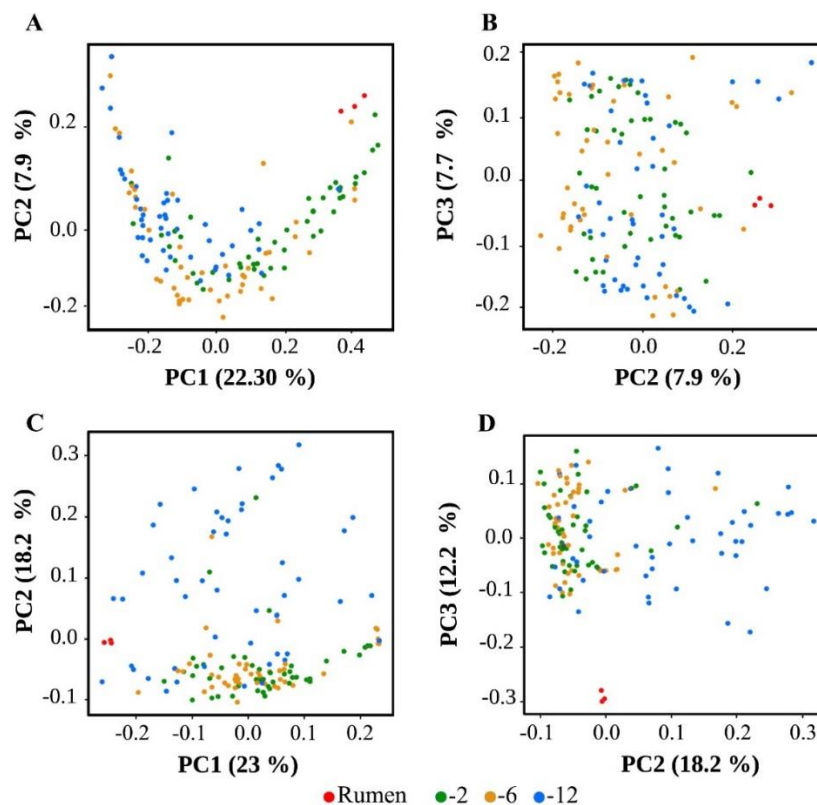 A
PC2 (7.9 %)
0.2
0.0
-0.2
-0.2 0.0 0.2 0.4
PC1 (22.30 %)
B
PC3 (7.7 %)
0.2
0.1
0.0
-0.1
-0.2
-0.2 0.0 0.2
PC2 (7.9 %)
C
PC2 (18.2 %)
0.3
0.2
0.1
0.0
-0.1
-0.2 -0.1 0.0 0.1 0.2
PC1 (23 %)
D
PC3 (12.2 %)
0.1
0.0
-0.1
-0.2
-0.3
-0.1 0.0 0.1 0.2 0.3
PC2 (18.2 %)
Rumen -2 -6 -12